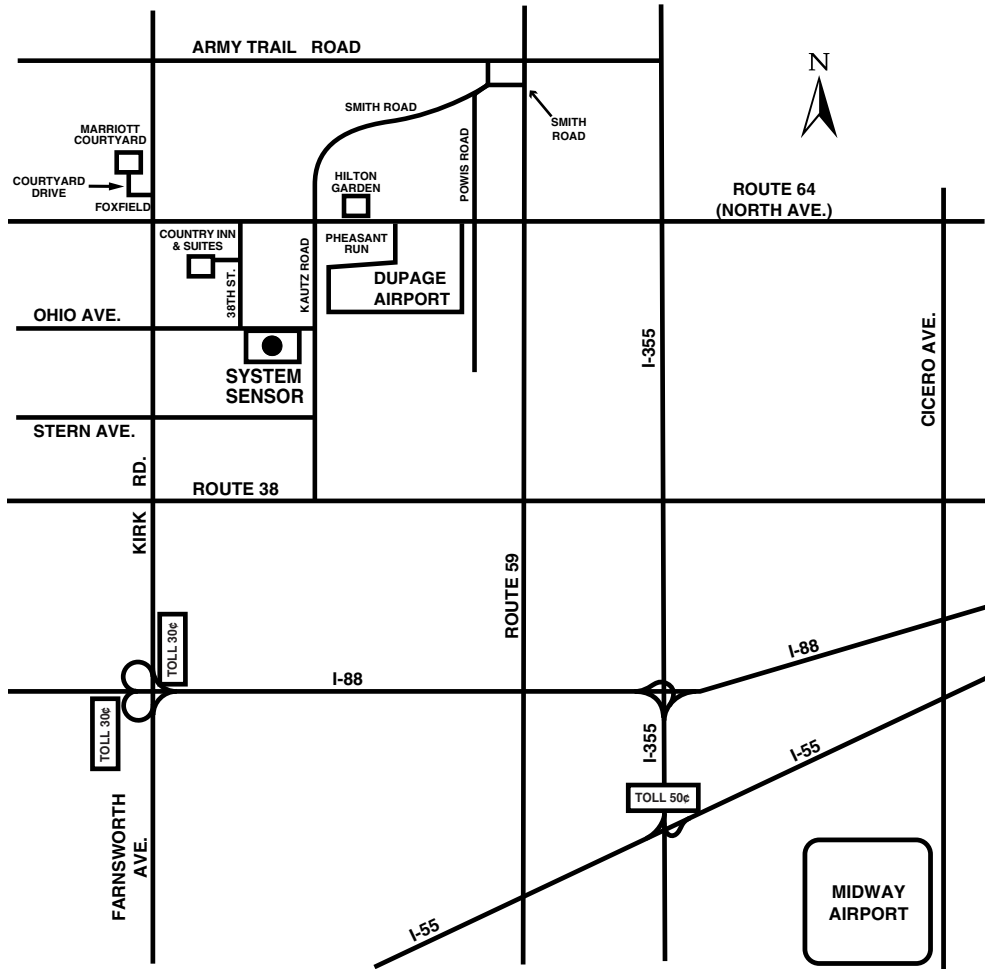 ARMY TRAIL ROAD
N
SMITH ROAD
SMITH
ROAD
MARRIOTT
COURTYARD
POWIS ROAD
COURTYARD
DRIVE
HILTON
GARDEN
FOXFIELD
ROUTE 64
(NORTH AVE.)
COUNTRY INN
& SUITES
38TH ST.
KAUTZ ROAD
PHEASANT
RUN
DUPAGE
AIRPORT
OHIO AVE.
I-355
CICERO AVE.
SYSTEM
SENSOR
STERN AVE.
KIRK RD.
ROUTE 38
ROUTE 59
TOLL 30¢
I-88
I-88
TOLL 30¢
I-355
I-55
TOLL 50¢
FARNSWORTH
AVE.
I-55
MIDWAY
AIRPORT